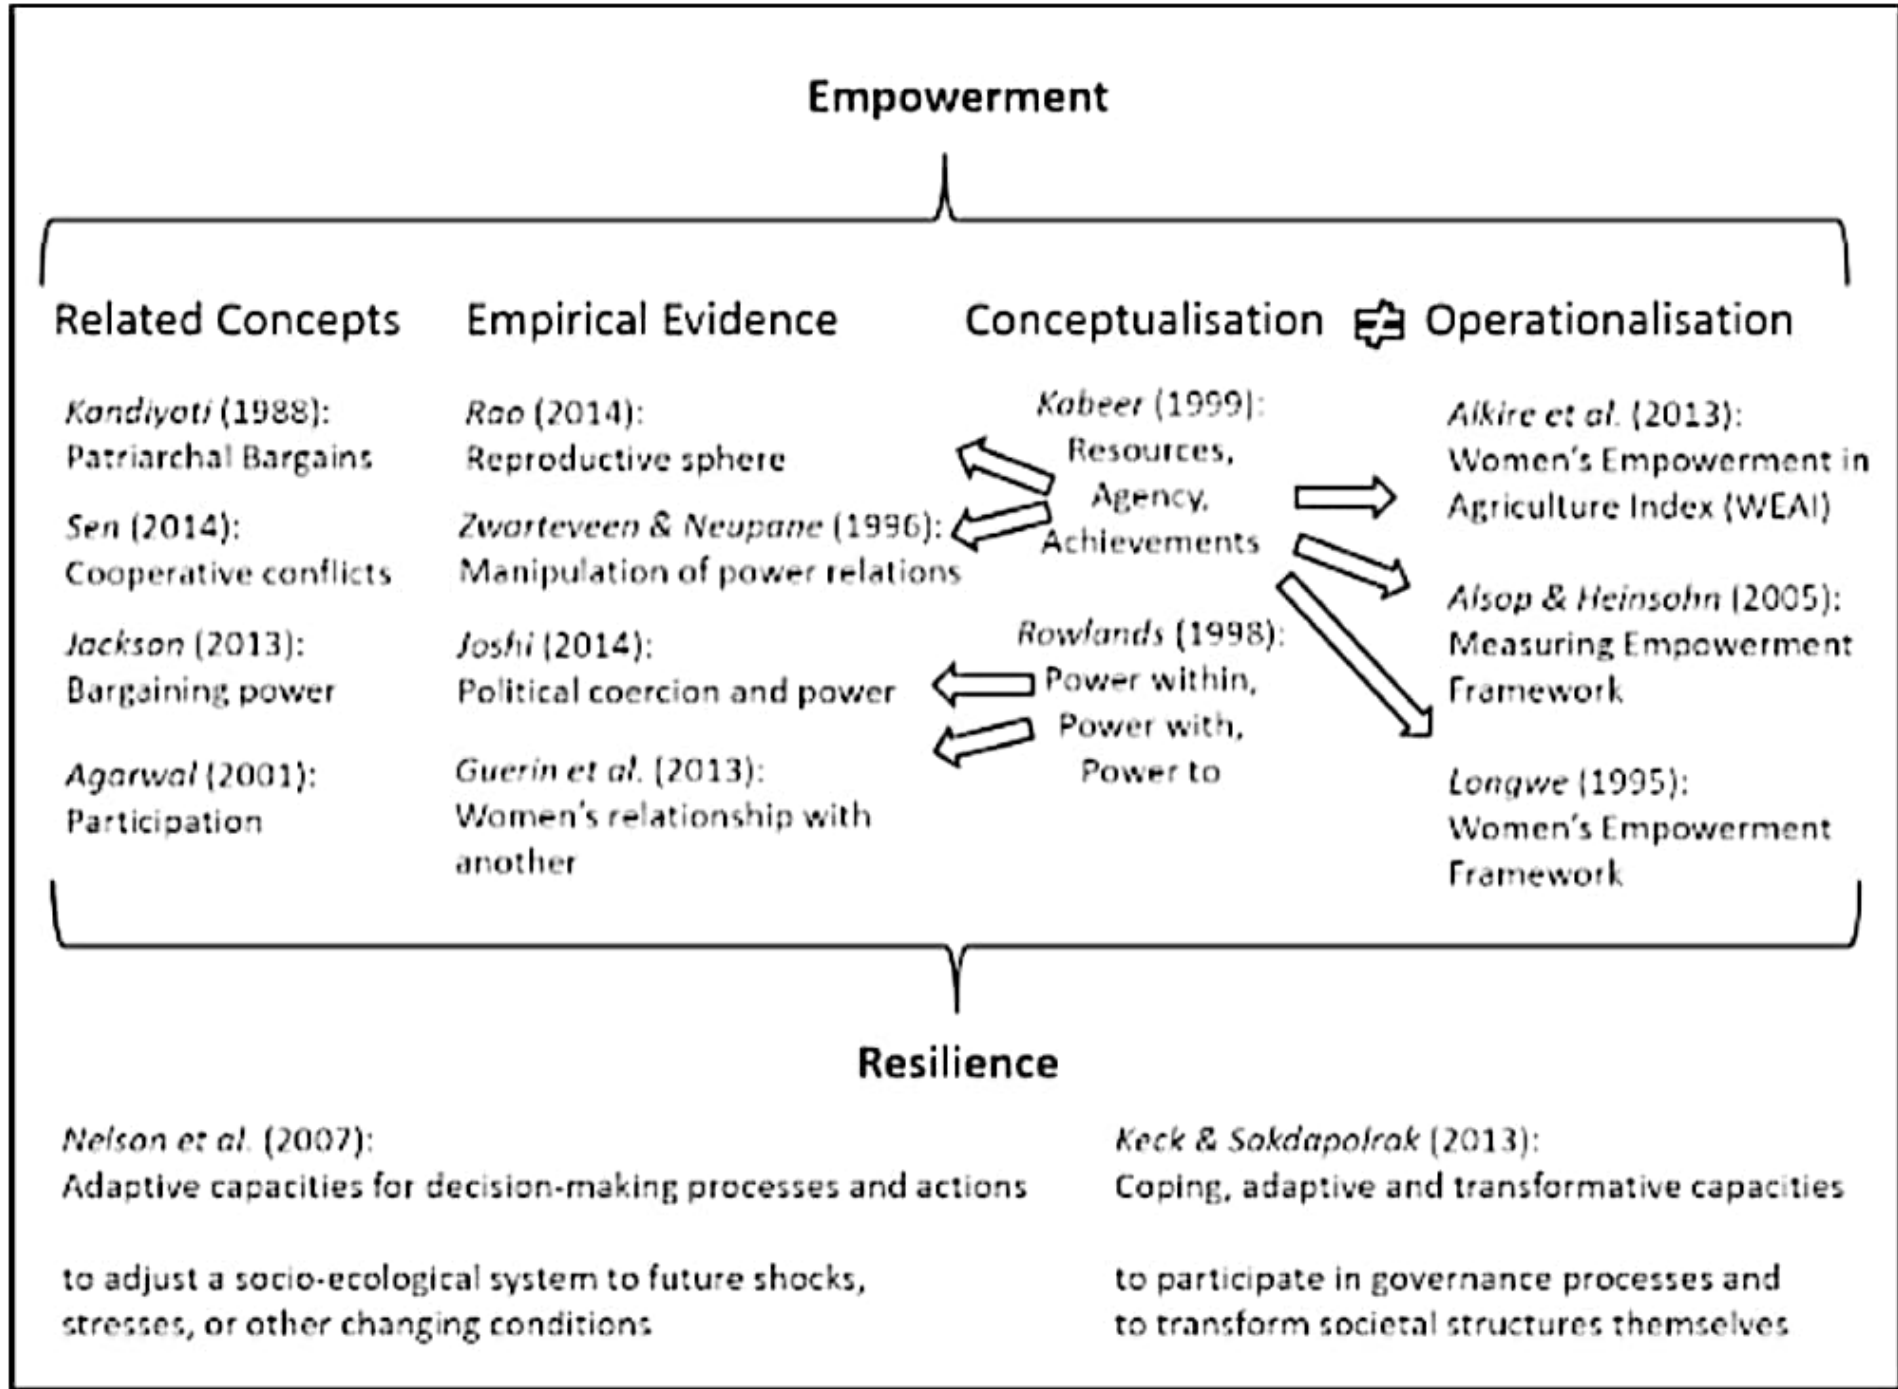 Empowerment
Related Concepts
Kandiyoti (1988):
Patriarchal Bargains
Sen (2014):
Cooperative conflicts
Jackson (2013):
Bargaining power
Agarwal (2001):
Participation
Empirical Evidence
Rao (2014):
Reproductive sphere
Zwarteveen & Neupane (1996):
Manipulation of power relations
Joshi (2014):
Political coercion and power
Guerin et al. (2013):
Women's relationship with
another
Conceptualisation ≠ Operationalisation
Kabeer (1999):
Resources,
Agency,
Achievements
Rowlands (1998):
Power within,
Power with,
Power to
Alkire et al. (2013):
Women's Empowerment in
Agriculture Index (WEAI)
Alsop & Heinsohn (2005):
Measuring Empowerment
Framework
Longwe (1995):
Women's Empowerment
Framework
Resilience
Nelson et al. (2007):
Adaptive capacities for decision-making processes and actions
to adjust a socio-ecological system to future shocks,
stresses, or other changing conditions
Keck & Sakdapolrak (2013):
Coping, adaptive and transformative capacities
to participate in governance processes and
to transform societal structures themselves